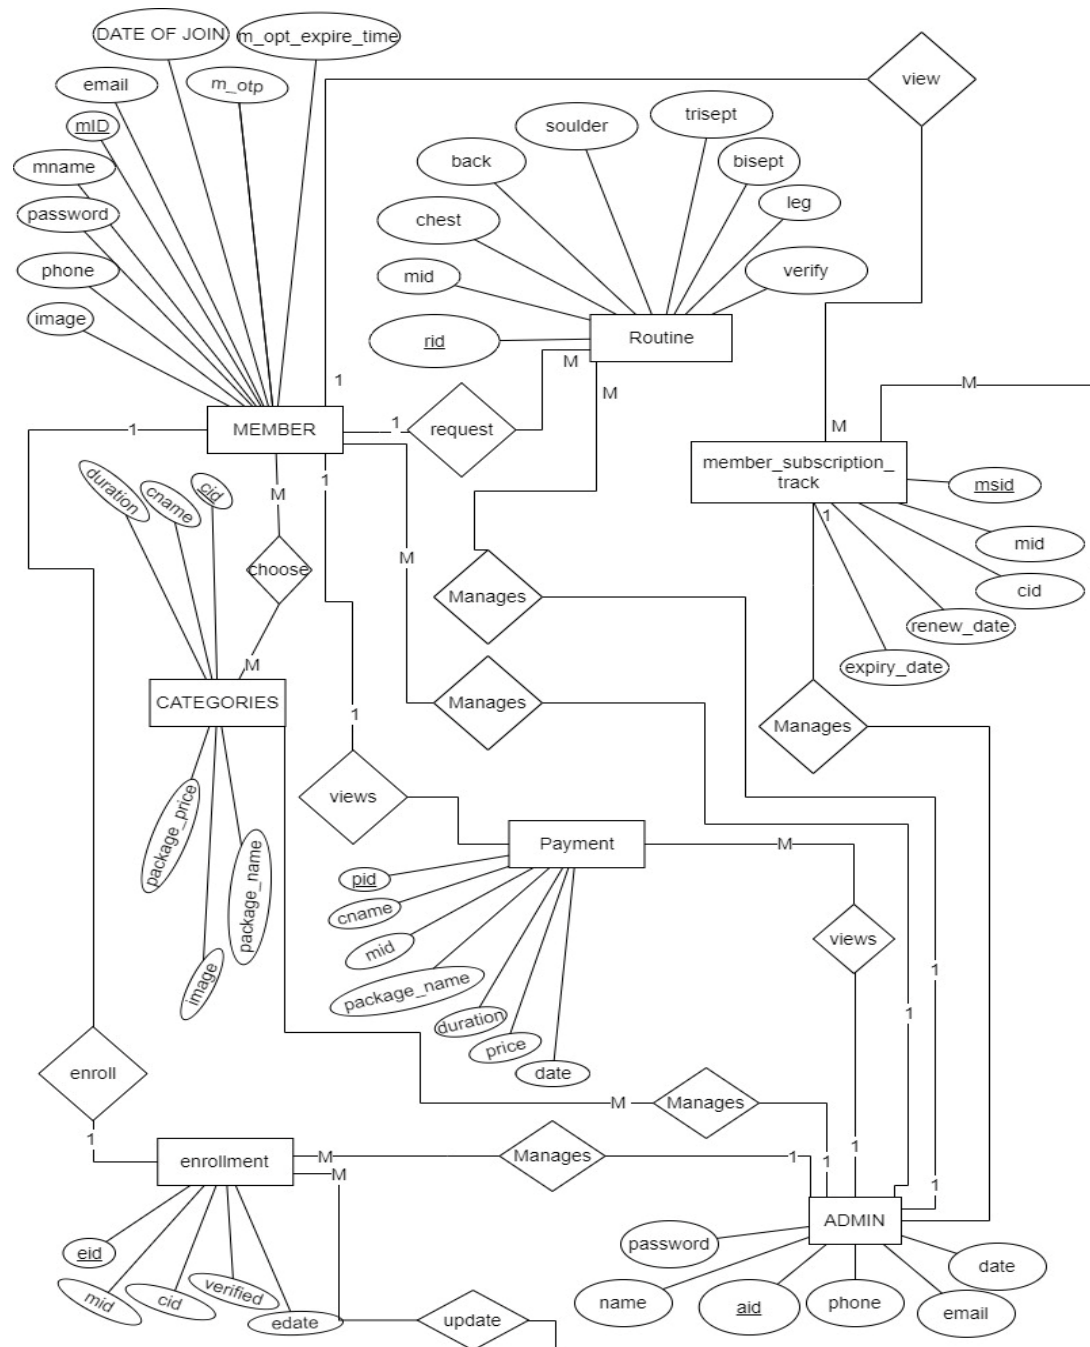 DATE OF JOIN
m_opt_expire_time
email
m_otp
mID
mname
password
phone
image
view
trisept
soulder
bisept
back
leg
chest
verify
mid
rid
Routine
M
M
1
MEMBER
1
1
request
1
M
M
member_subscription_
track
msid
1
mid
cid
renew_date
expiry_date
duration
cname
cid
M
choose
M
M
Manages
Manages
Manages
CATEGORIES
1
views
package_price
package_name
image
Payment
M
pid
cname
mid
package_name
duration
price
date
views
1
1
enroll
M
Manages
1
enrollment
M
M
Manages
1
1
1
1
ADMIN
password
name
aid
phone
email
date
eid
mid
cid
verified
edate
update